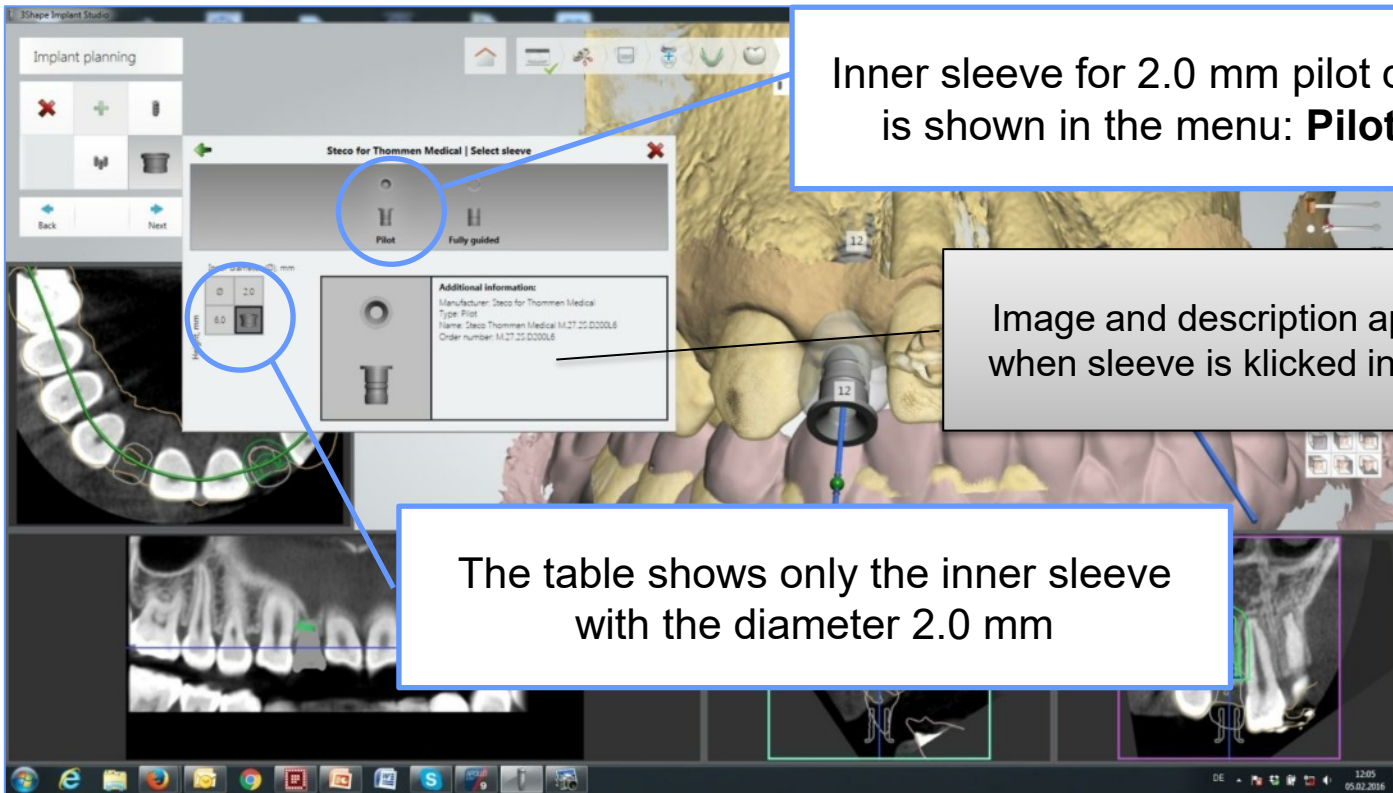 3Shape Implant Studio
Implant planning
Inner sleeve for 2.0 mm pilot
is shown in the menu: Pilot
Steco for Thommen Medical | Select sleeve
Pilot
Fully guided
Back
Next
Height, mm
Ø
2.0
6.0
Additional information:
Manufacturer: Steco for Thommen Medical
Type: Pilot
Name: Steco Thommen Medical M.27.25.D200L6
Order number: M.27.25.D200L6
12
12
Image and description
when sleeve is klicked in
The table shows only the inner sleeve
with the diameter 2.0 mm
DE
12:05
05.02.2016